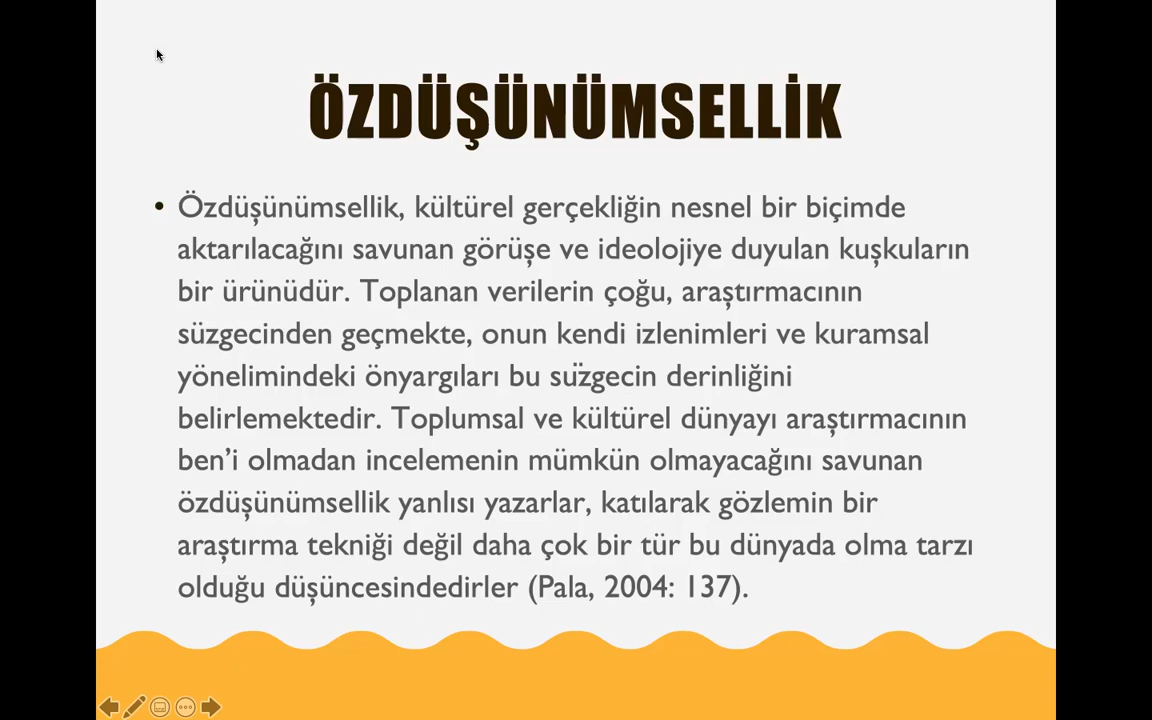 ÖZDÜŞÜNÜMSELLİK
• Özdüşünümsellik, kültürel gerçekliğin nesnel bir biçimde
aktarılacağını savunan görüşe ve ideolojiye duyulan kuşkuların
bir ürünüdür. Toplanan verilerin çoğu, araştırmacının
süzgecinden geçmekte, onun kendi izlenimleri ve kuramsal
yönelimindeki önyargıları bu süzgecin derinliğini
belirlemektedir. Toplumsal ve kültürel dünyayı araştırmacının
ben’i olmadan incelemenin mümkün olmayacağını savunan
özdüşünümsellik yanlısı yazarlar, katılarak gözlemin bir
araştırma tekniği değil daha çok bir tür bu dünyada olma tarzı
olduğu düşüncesindedirler (Pala, 2004: 137).